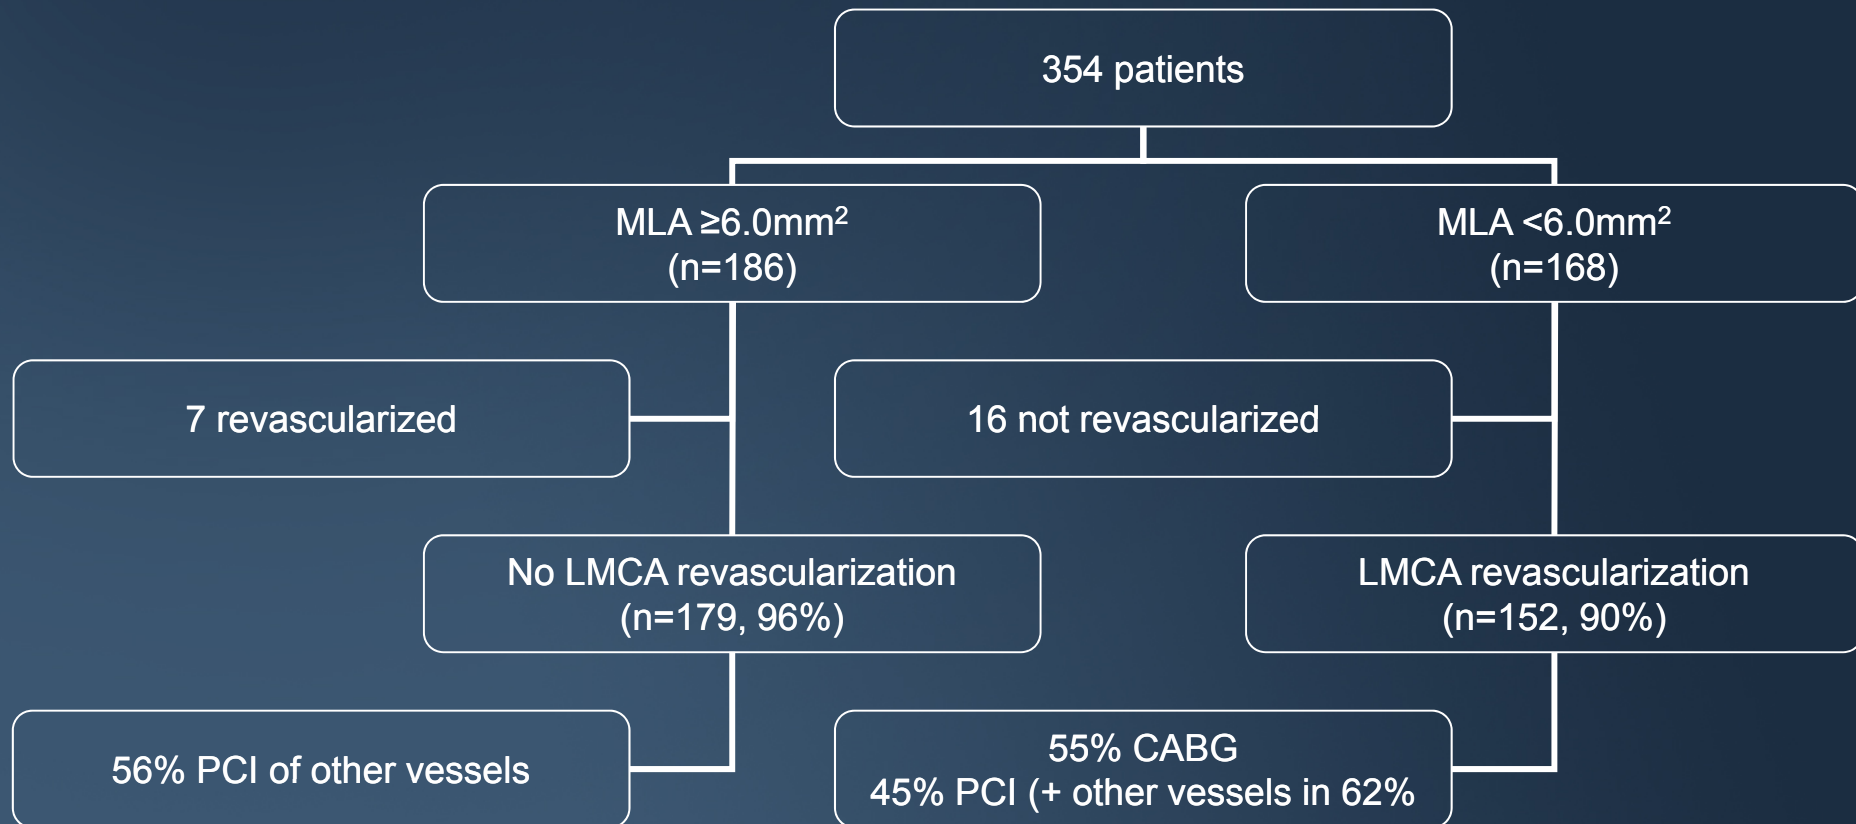 354 patients
MLA ≥6.0mm²
(n=186)
MLA <6.0mm²
(n=168)
7 revascularized
16 not revascularized
No LMCA revascularization
(n=179, 96%)
LMCA revascularization
(n=152, 90%)
56% PCI of other vessels
55% CABG
45% PCI (+ other vessels in 62%